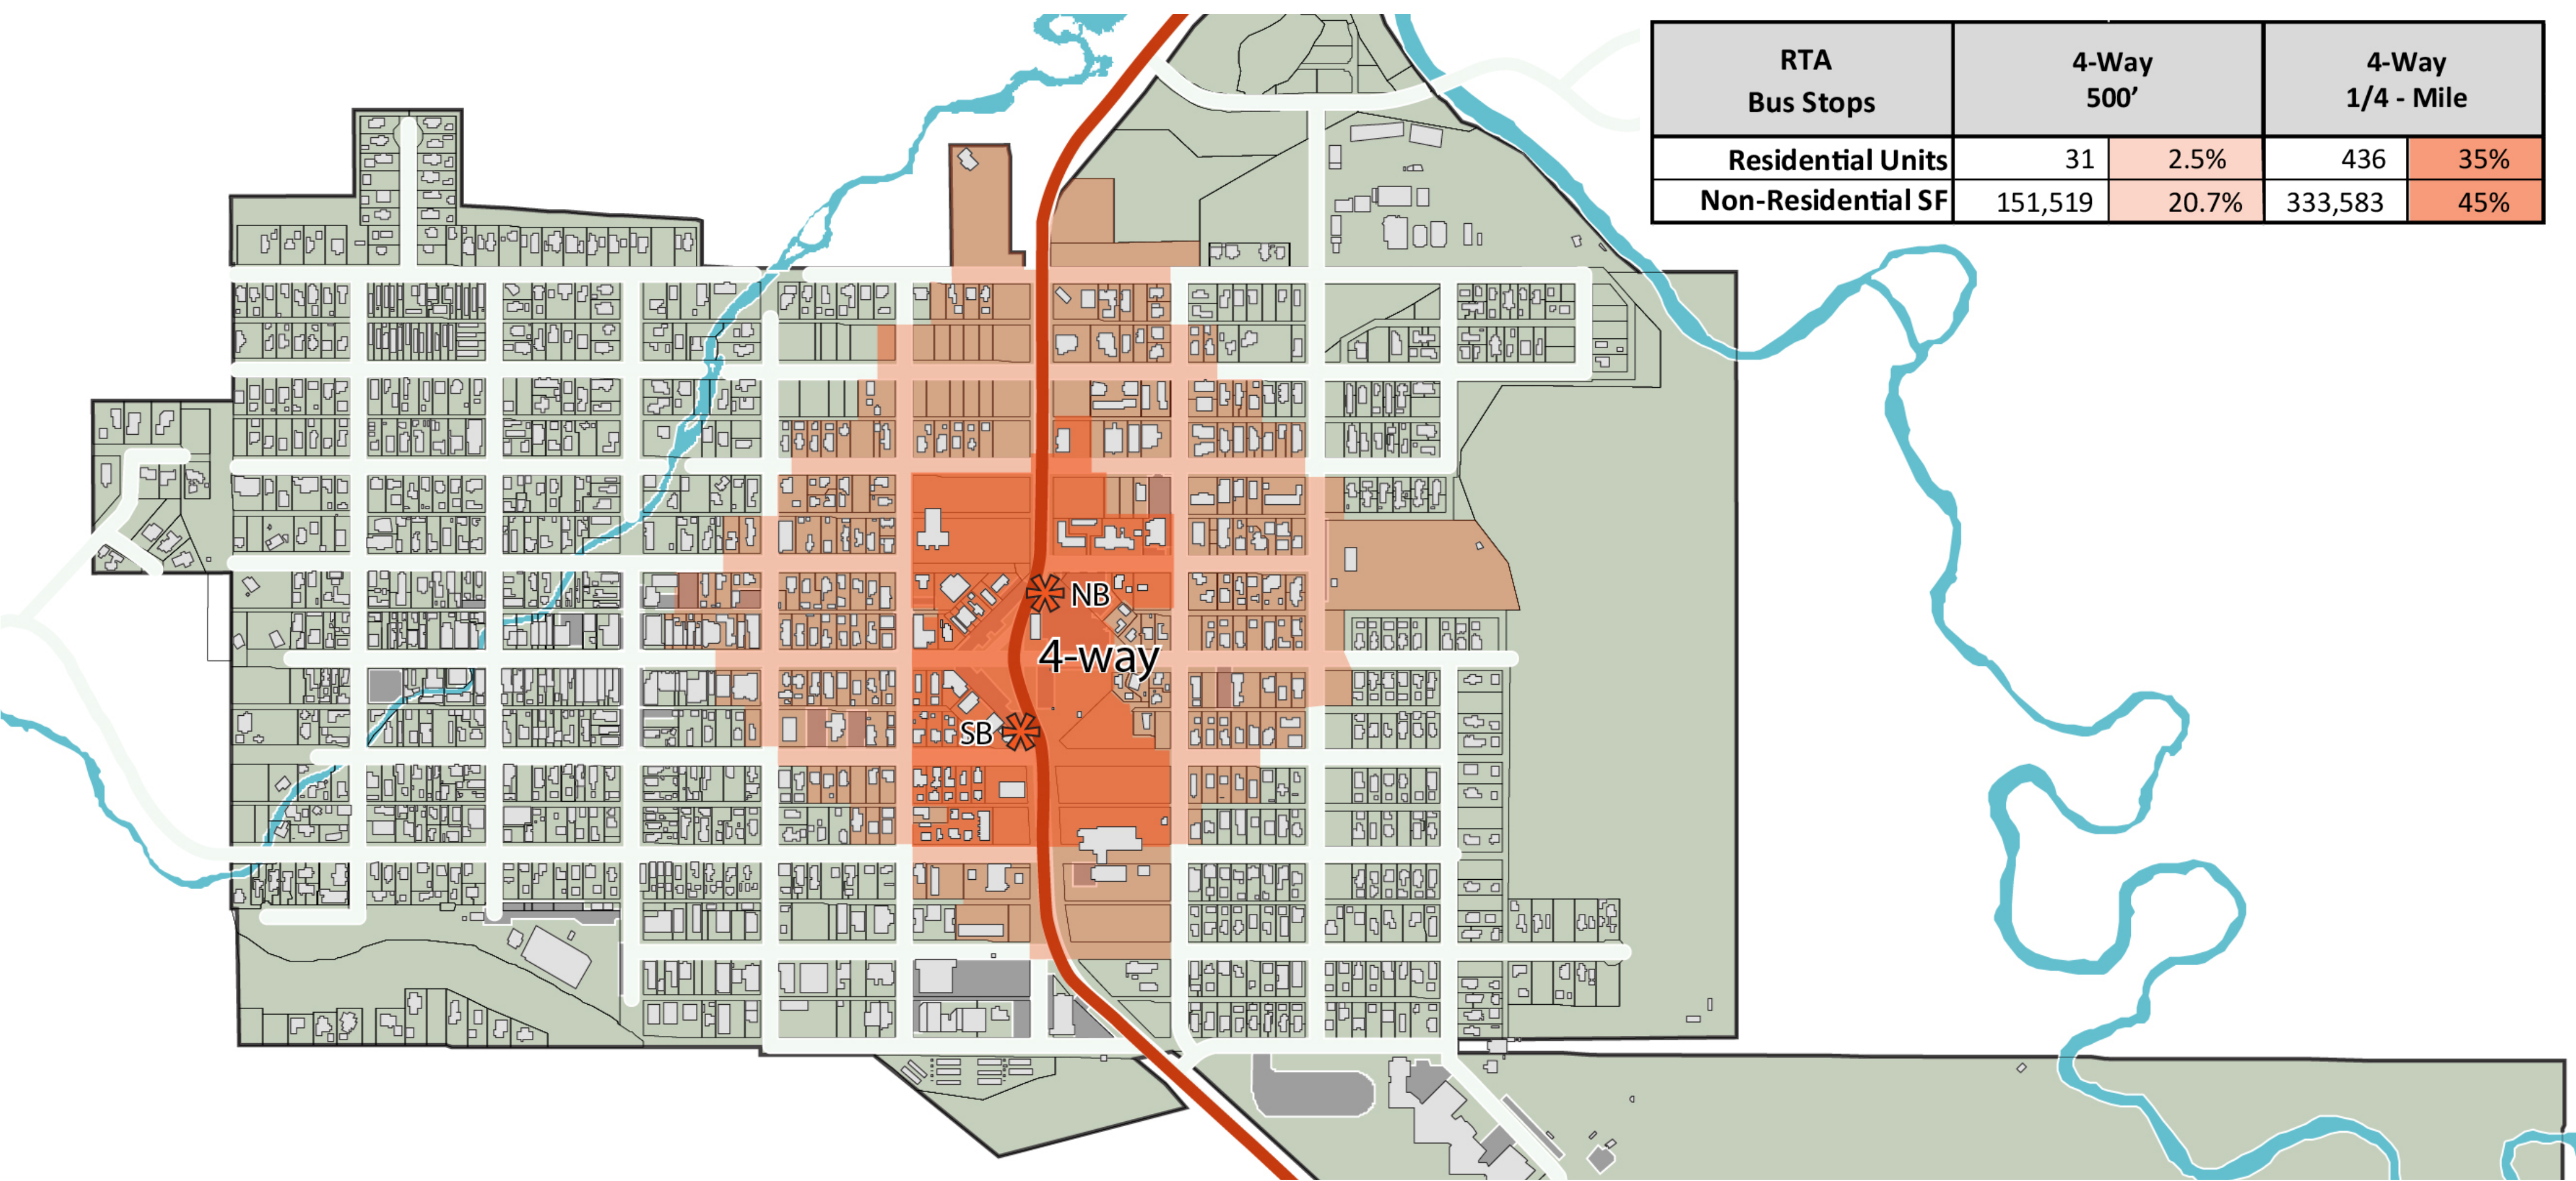 RTA
Bus Stops
4-Way
500’
4-Way
1/4 - Mile
Residential Units 31 2.5% 436 35%
Non-Residential SF 151,519 20.7% 333,583 45%
NB
4-way
SB